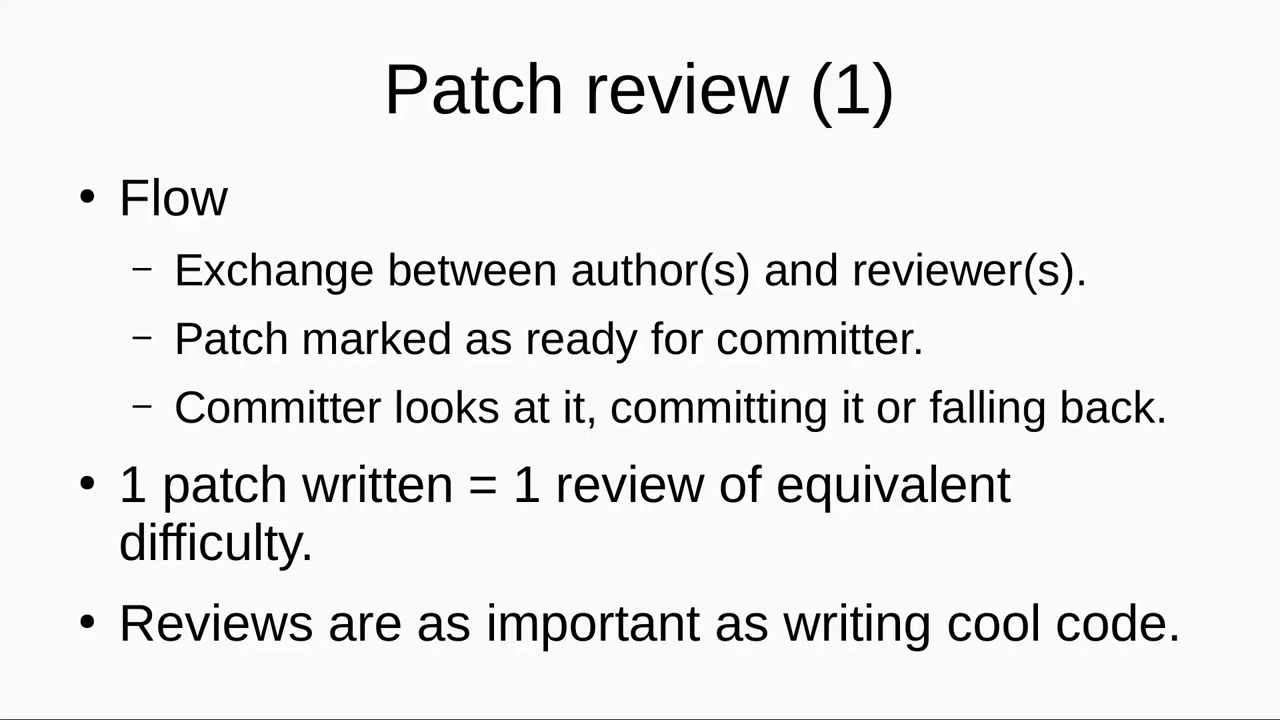 Patch review (1)
• Flow
– Exchange between author(s) and reviewer(s).
– Patch marked as ready for committer.
– Committer looks at it, committing it or falling back.
• 1 patch written = 1 review of equivalent
difficulty.
• Reviews are as important as writing cool code.